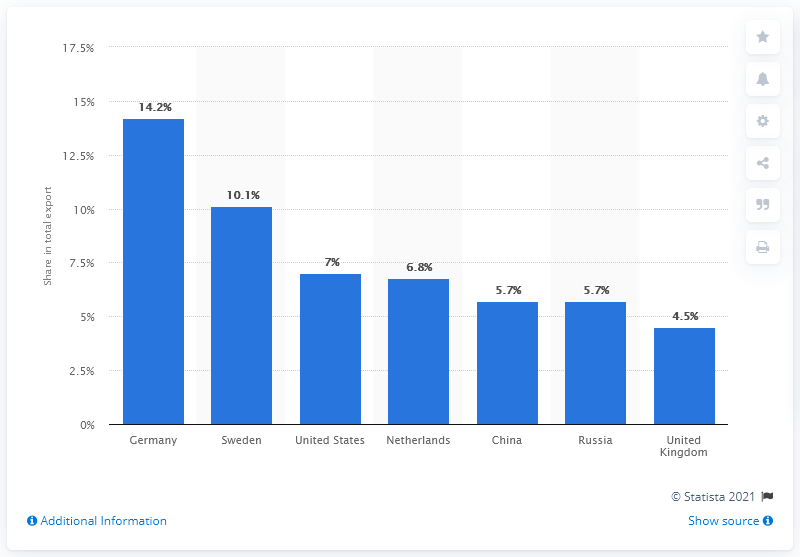 17.5%
15%
12.5%
10%
7.5%
5%
2.5%
0%
Share in total export
14.2%
10.1%
7%
6.8%
5.7%
5.7%
4.5%
Germany
Sweden
United States
Netherlands
China
Russia
United
Kingdom
© Statista 2021
Additional Information
Show source